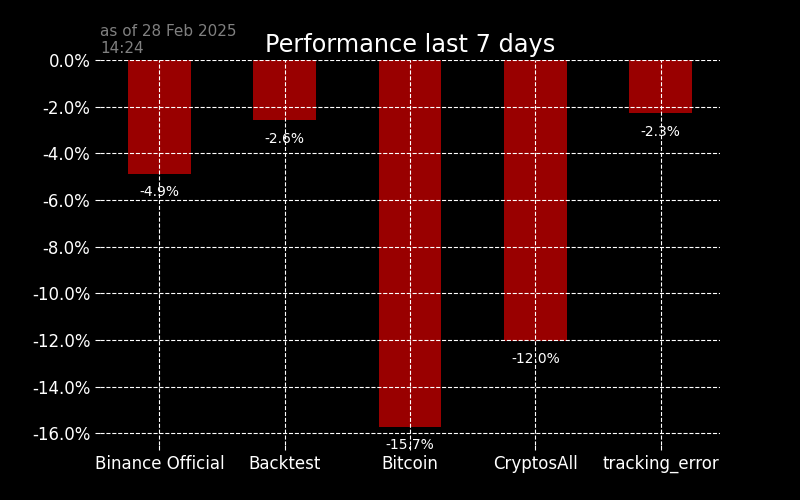 as of 28 Feb 2025
14:24
Performance last 7 days
0.0%
-2.0%
-4.0%
-6.0%
-8.0%
-10.0%
-12.0%
-14.0%
-16.0%
-4.9%
-2.6%
-15.7%
-12.0%
-2.3%
Binance Official
Backtest
Bitcoin
CryptosAll
tracking_error